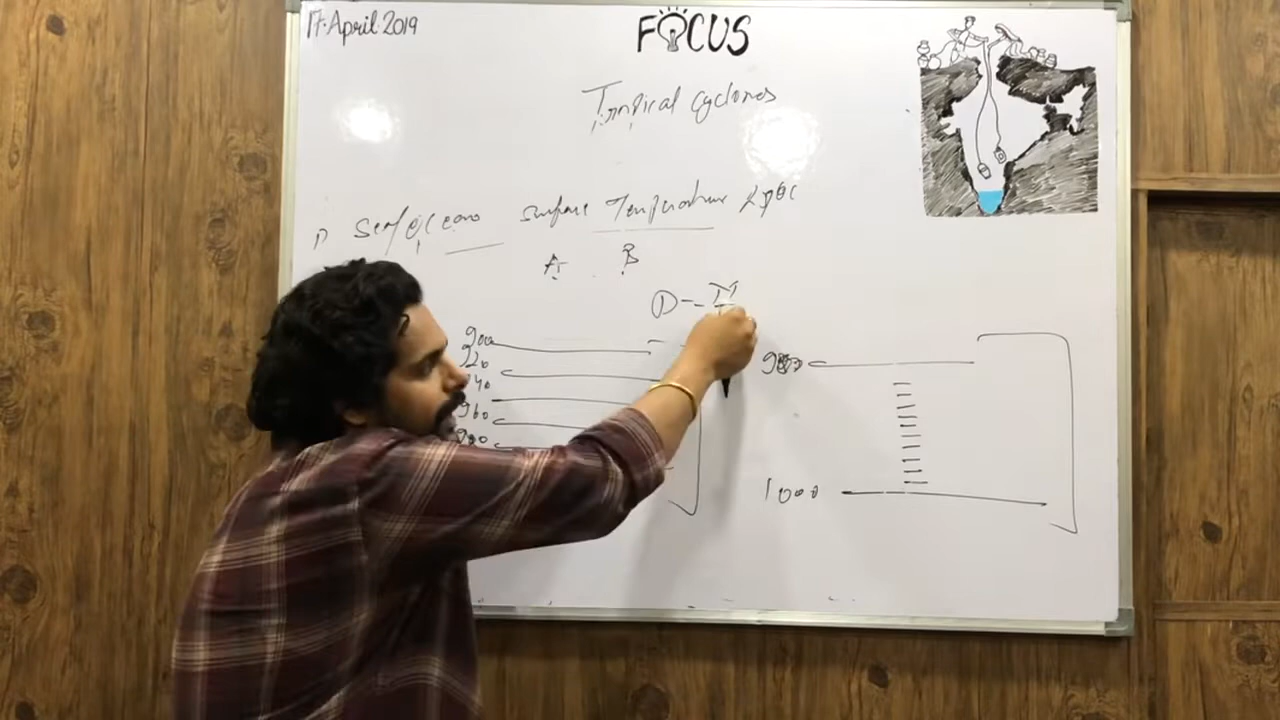 17.April.2019
FOCUS
Tropical cyclones
1) Sea/Ocean surface Temperature
A B
D
900
920
940
960
980
1000